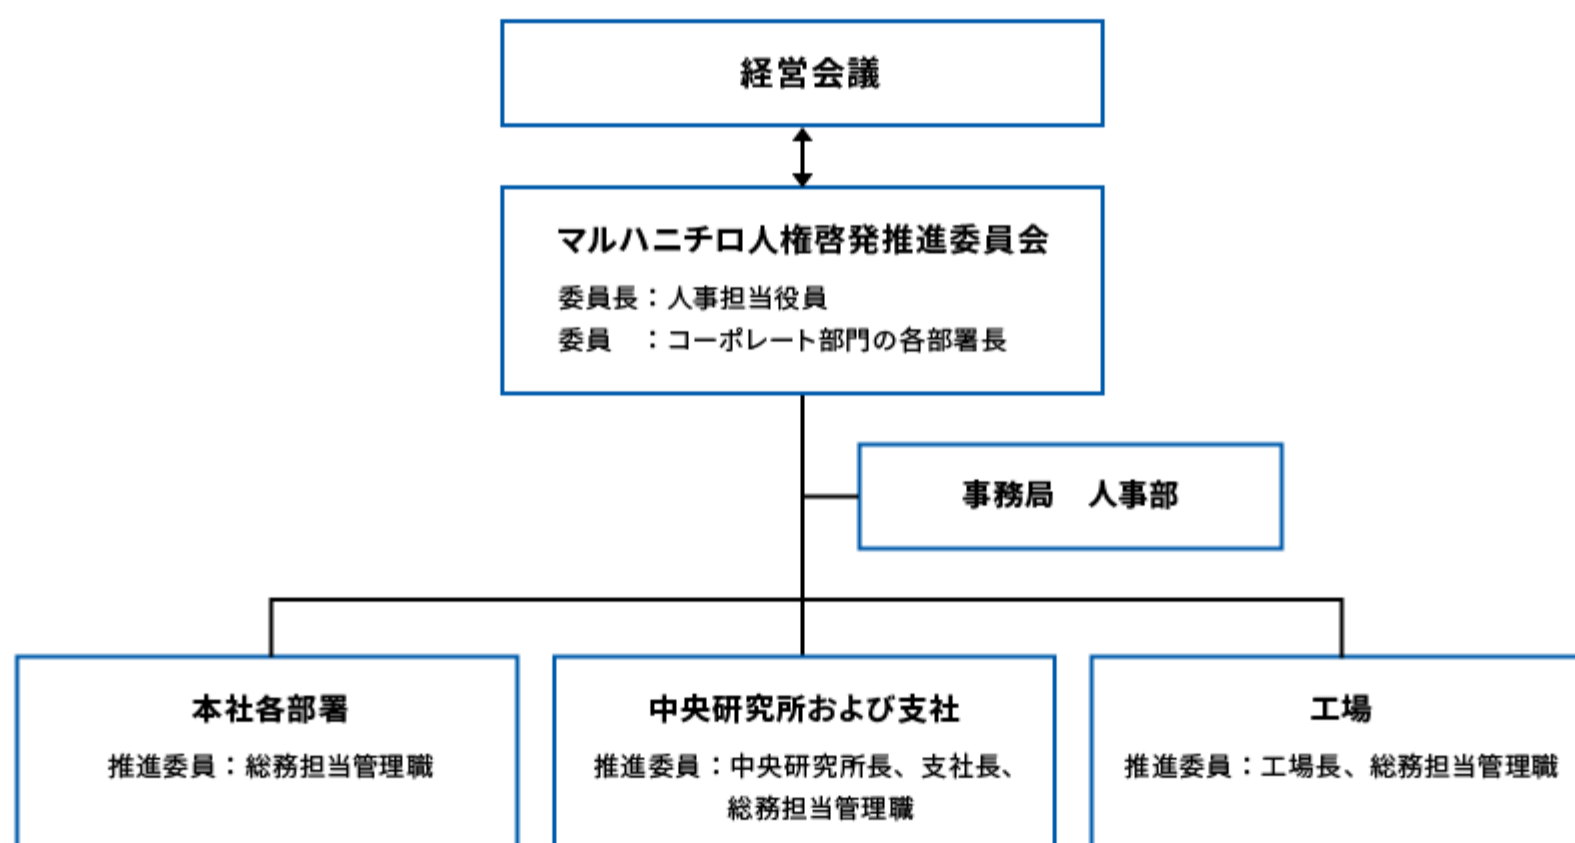 経営会議
マルハニチロ人権啓発推進委員会
委員長：人事担当役員
委員　：コーポレート部門の各部署長
事務局　人事部
本社各部署
推進委員：総務担当管理職
中央研究所および支社
推進委員：中央研究所長、支社長、
総務担当管理職
工場
推進委員：工場長、総務担当管理職